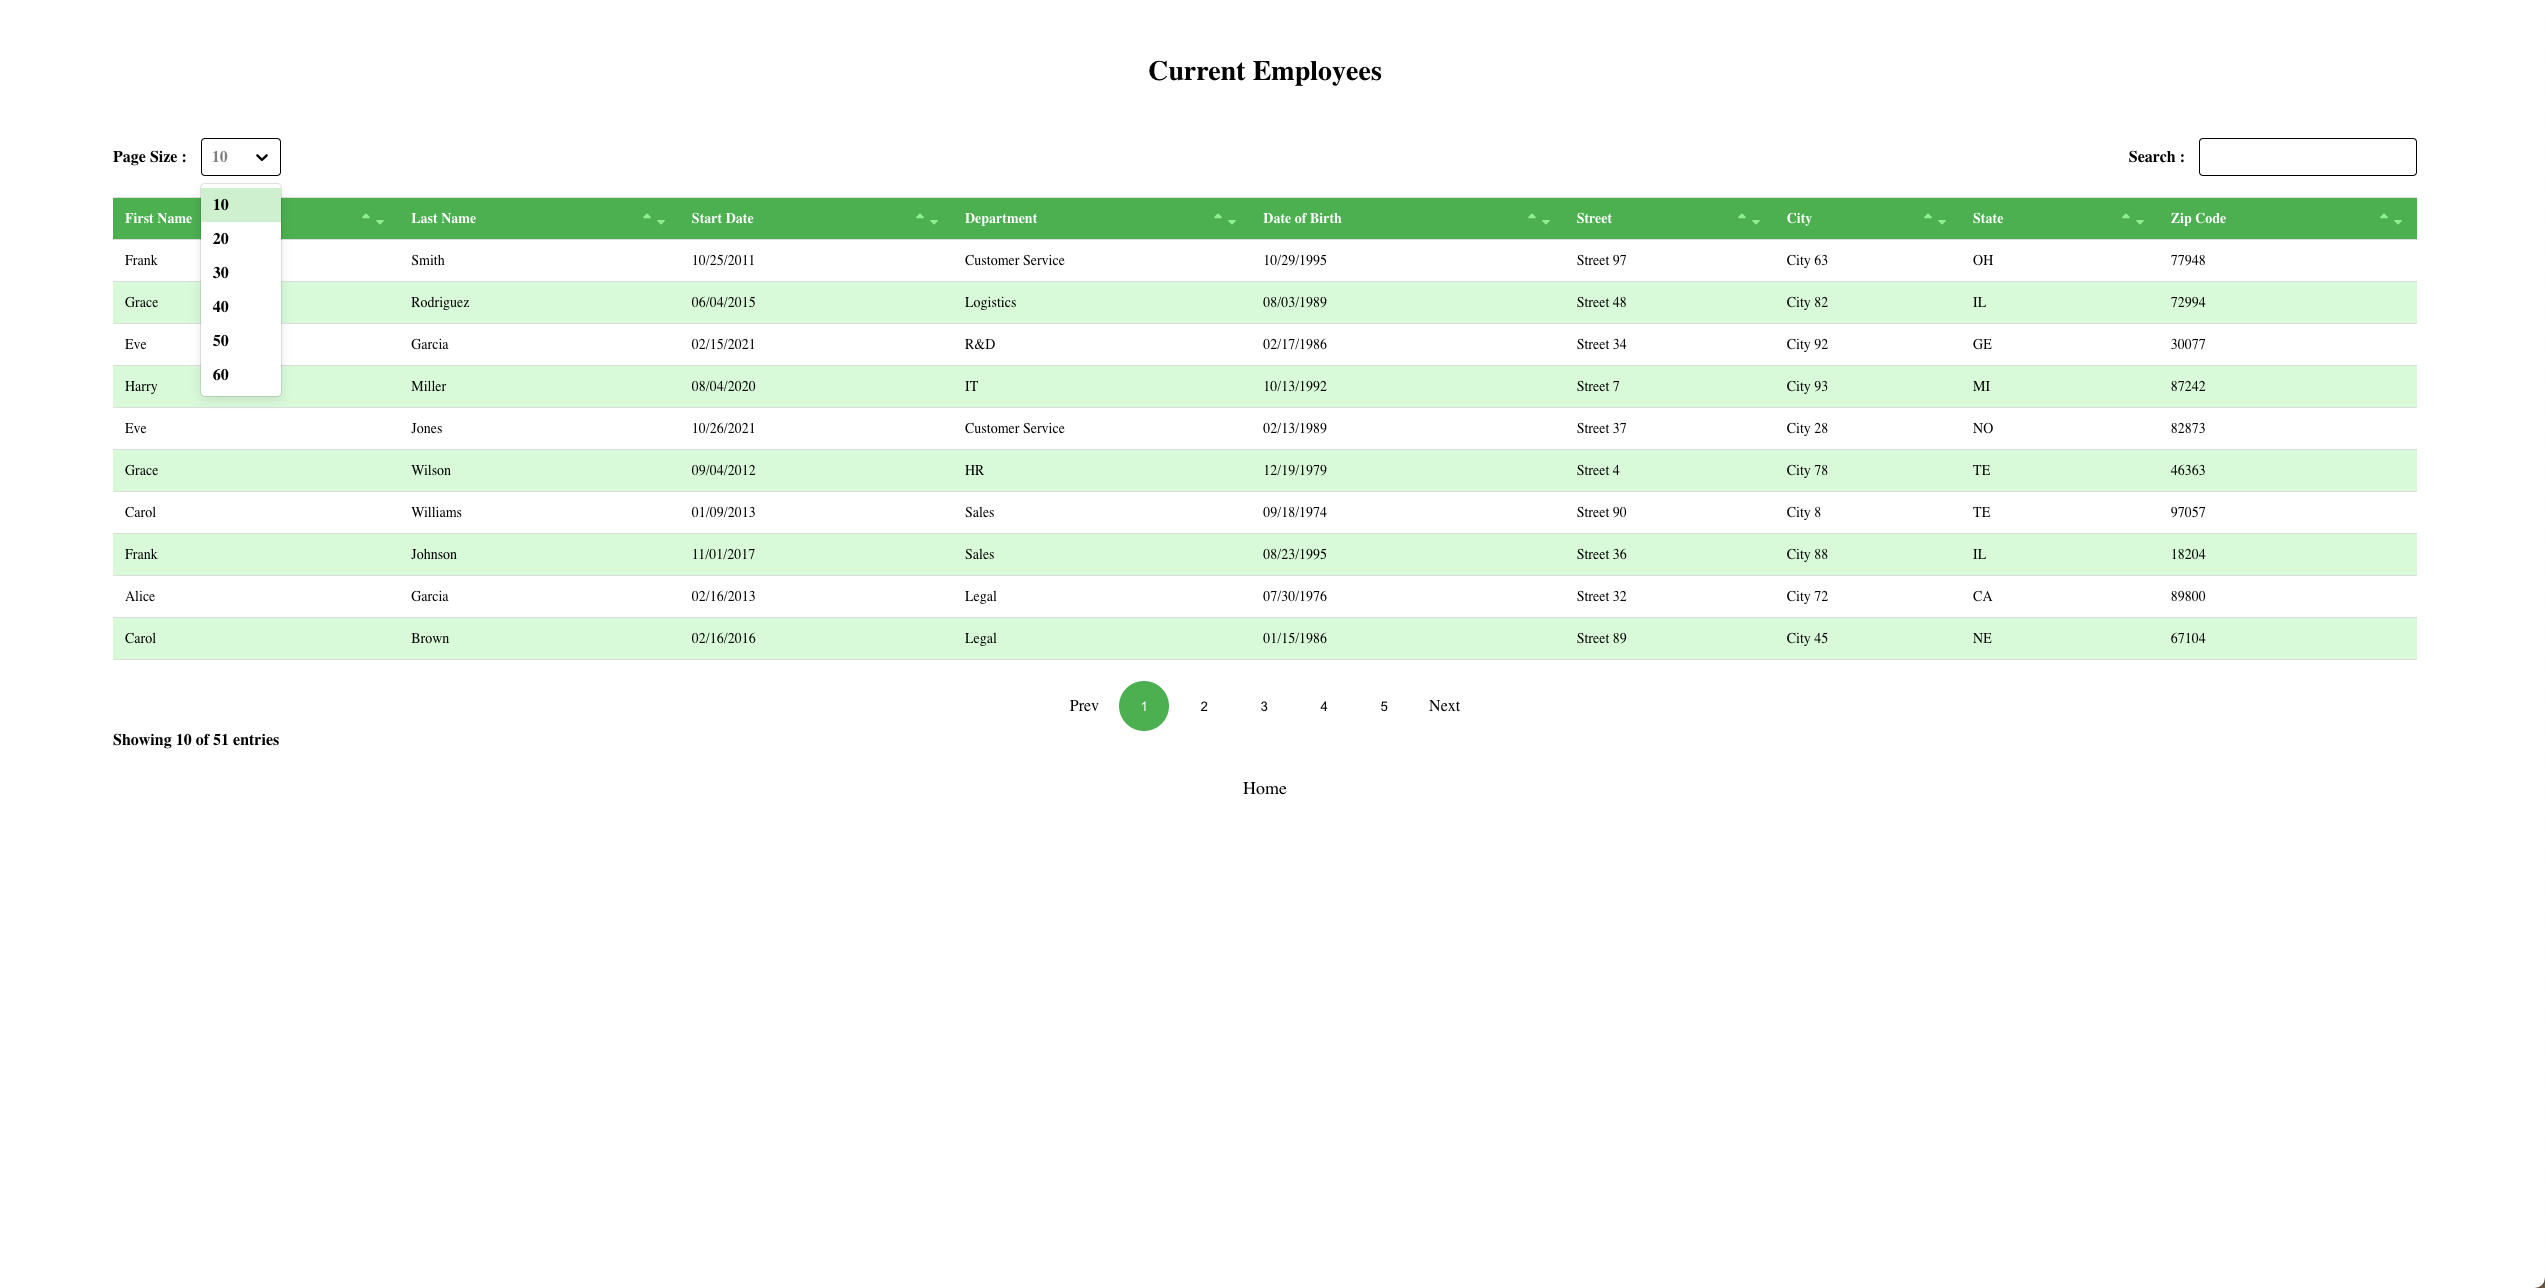 Current Employees
Page Size : 10 Search :
10
20
30
40
50
60
First Name Last Name Start Date Department Date of Birth Street City State Zip Code
Frank Smith 10/25/2011 Customer Service 10/29/1995 Street 97 City 63 OH 77948
Grace Rodriguez 06/04/2015 Logistics 08/03/1989 Street 48 City 82 IL 72994
Eve Garcia 02/15/2021 R&D 02/17/1986 Street 34 City 92 GE 30077
Harry Miller 08/04/2020 IT 10/13/1992 Street 7 City 93 MI 87242
Eve Jones 10/26/2021 Customer Service 02/13/1989 Street 37 City 28 NO 82873
Grace Wilson 09/04/2012 HR 12/19/1979 Street 4 City 78 TE 46363
Carol Williams 01/09/2013 Sales 09/18/1974 Street 90 City 8 TE 97057
Frank Johnson 11/01/2017 Sales 08/23/1995 Street 36 City 88 IL 18204
Alice Garcia 02/16/2013 Legal 07/30/1976 Street 32 City 72 CA 89800
Carol Brown 02/16/2016 Legal 01/15/1986 Street 89 City 45 NE 67104
Prev 1 2 3 4 5 Next
Showing 10 of 51 entries
Home